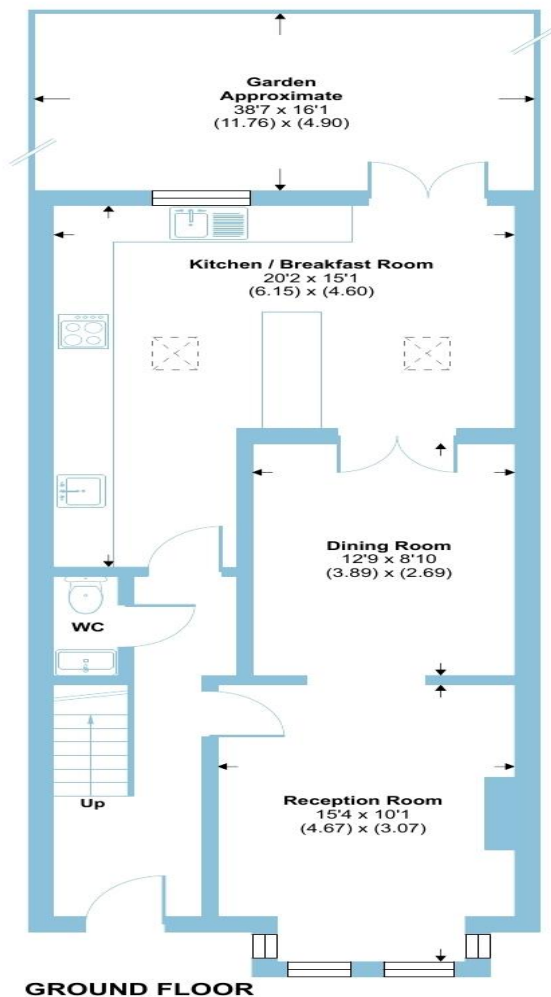 Garden
Approximate
38'7 x 16'1
(11.76) x (4.90)
Kitchen / Breakfast Room
20'2 x 15'1
(6.15) x (4.60)
Dining Room
12'9 x 8'10
(3.89) x (2.69)
WC
Up
Reception Room
15'4 x 10'1
(4.67) x (3.07)
GROUND FLOOR